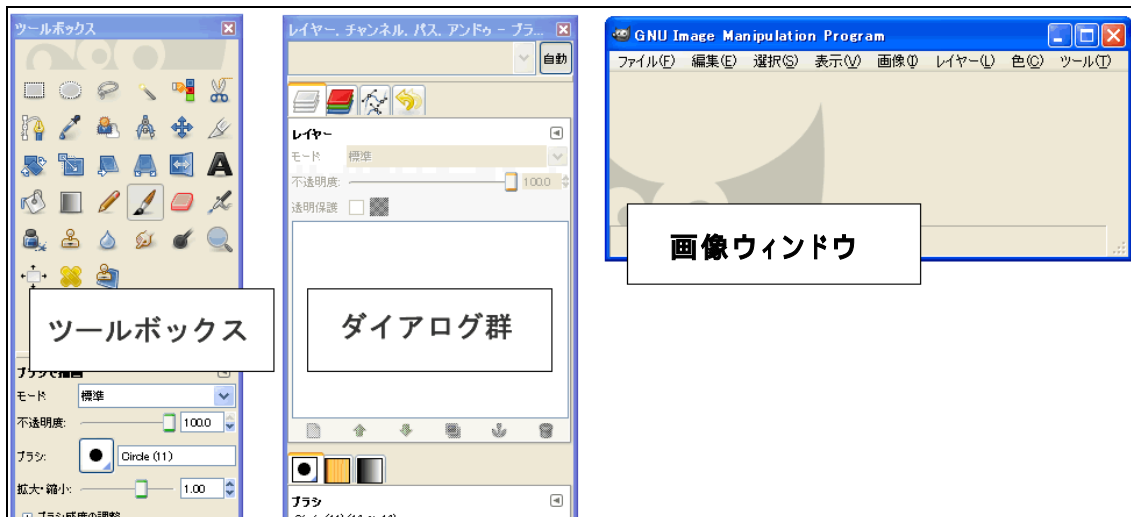 ツールボックス
モード: 標準
不透明度: 100.0
ブラシ: Circle (11)
拡大・縮小: 1.00
ツールボックス
レイヤー, チャンネル, パス, アンドゥ - ブラ...
自動
レイヤー
モード: 標準
不透明度: 100.0
透明保護
ダイアログ群
ブラシ
GNU Image Manipulation Program
ファイル(F) 編集(E) 選択(S) 表示(V) 画像(I) レイヤー(L) 色(C) ツール(T)
画像ウィンドウ